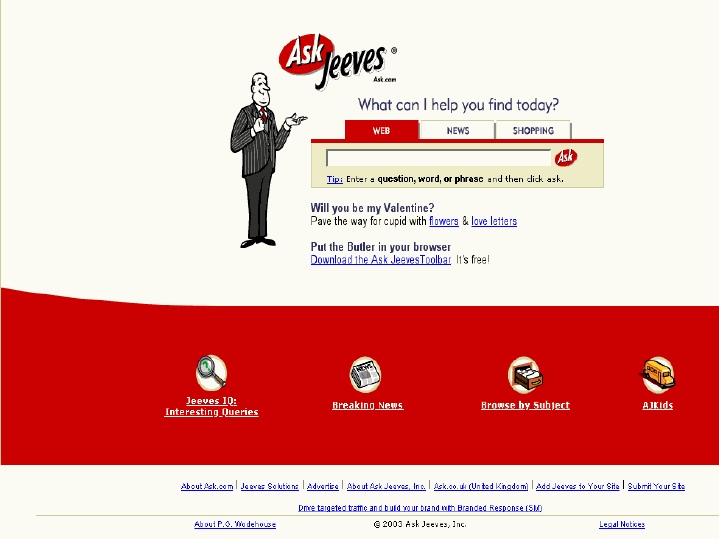 Ask Jeeves ®
Ask.com
What can I help you find today?
WEB NEWS SHOPPING
Ask
Tip: Enter a question, word, or phrase and then click ask.
Will you be my Valentine?
Pave the way for cupid with flowers & love letters
Put the Butler in your browser
Download the Ask JeevesToolbar It's free!
NEWS
Jeeves IQ:
Interesting Queries
Breaking News
Browse by Subject
AJKids
About Ask.com | Jeeves Solutions | Advertise | About Ask Jeeves, Inc. | Ask.co.uk (United Kingdom) | Add Jeeves to Your Site | Submit Your Site
Drive targeted traffic and build your brand with Branded Response (SM)
About P.G. Wodehouse © 2003 Ask Jeeves, Inc. Legal Notices